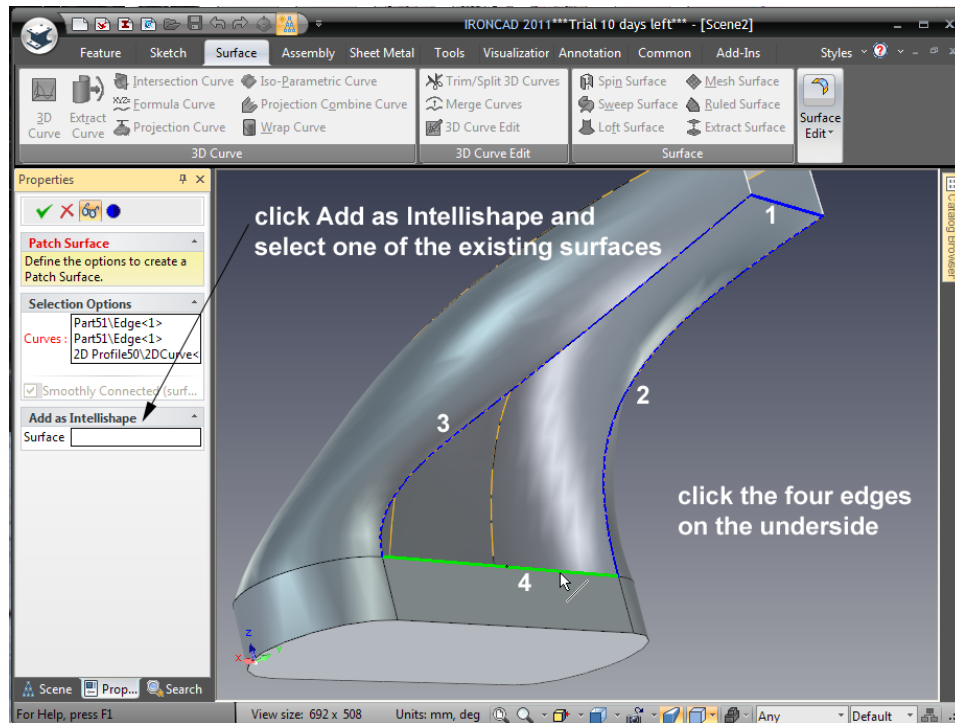 IRONCAD 2011***Trial 10 days left*** - [Scene2]
Feature Sketch Surface Assembly Sheet Metal Tools Visualization Annotation Common Add-Ins Styles
3D Curve
Extract Curve
Intersection Curve
Formula Curve
Projection Curve
Iso-Parametric Curve
Projection Combine Curve
Wrap Curve
3D Curve
Trim/Split 3D Curves
Merge Curves
3D Curve Edit
3D Curve Edit
Spin Surface
Sweep Surface
Loft Surface
Mesh Surface
Ruled Surface
Extract Surface
Surface
Surface
Edit
Properties
Patch Surface
Define the options to create a
Patch Surface.
Selection Options
Curves :
Part51\Edge<1>
Part51\Edge<1>
2D Profile50\2DCurve<
Smoothly Connected (surf...
Add as Intellishape
Surface
click Add as Intellishape and
select one of the existing surfaces
1
2
3
4
click the four edges
on the underside
z
x
y
Catalog Browser
Scene Prop... Search
For Help, press F1 View size: 692 x 508 Units: mm, deg Any Default